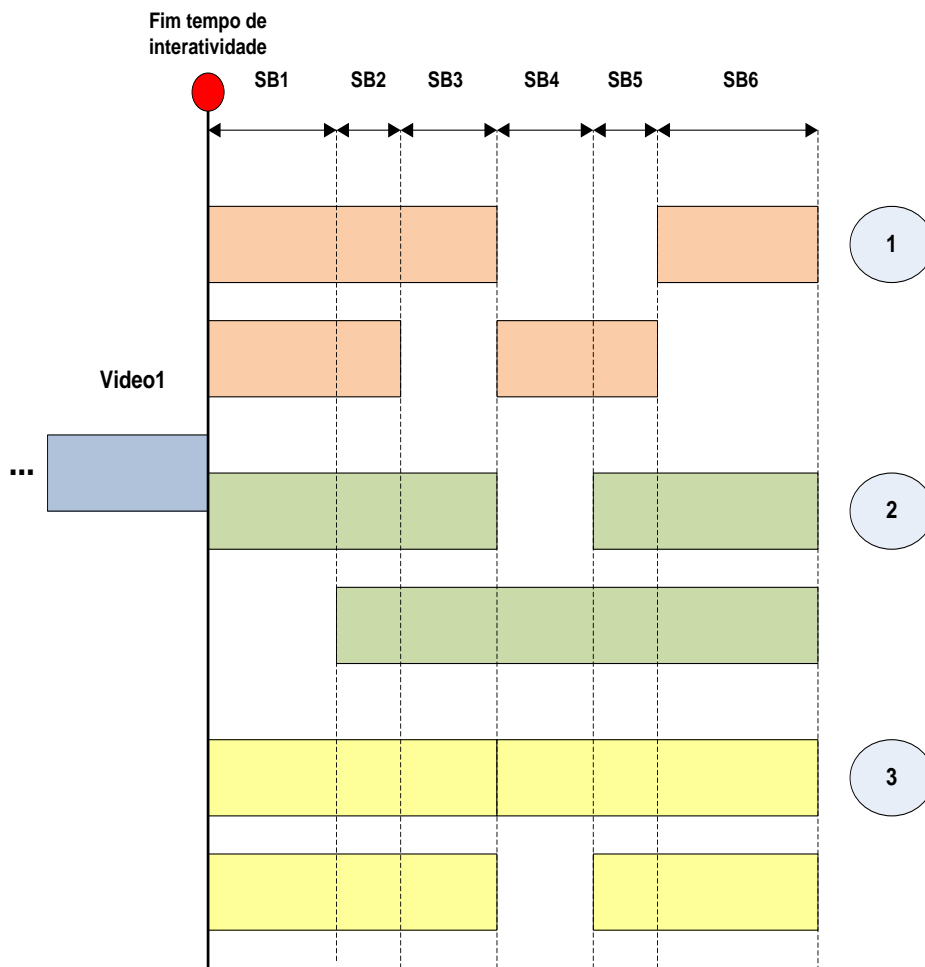 Fim tempo de
interatividade
SB1 SB2 SB3 SB4 SB5 SB6
1
Video1
...
2
3